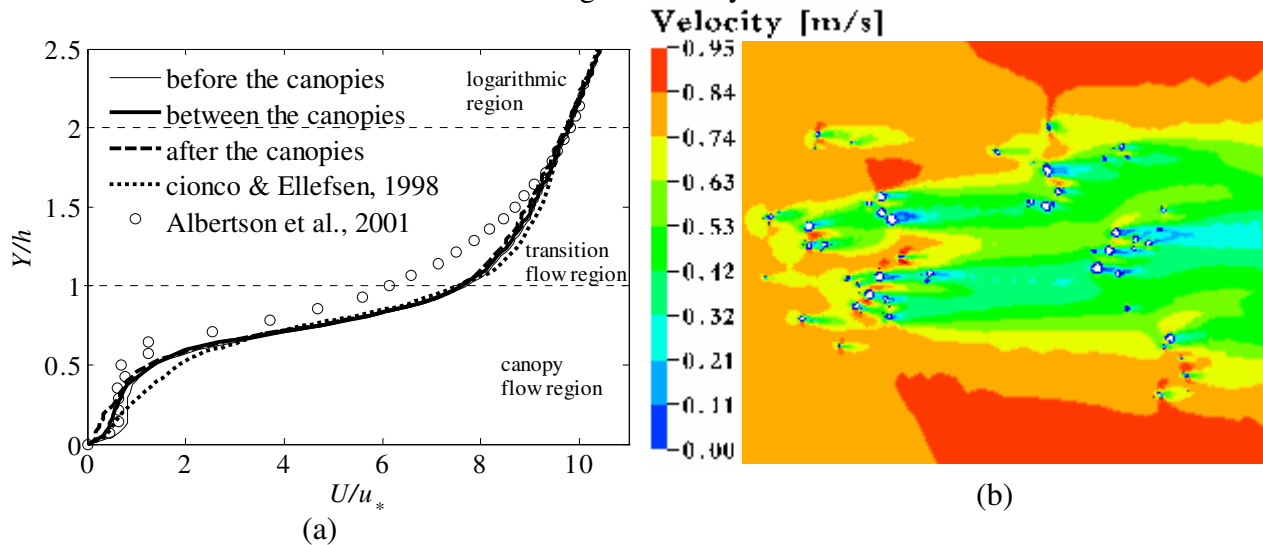 Velocity [m/s]
2.5
2
1.5
1
0.5
0
Y/h
before the canopies
between the canopies
after the canopies
cionco & Ellefsen, 1998
Albertson et al., 2001
logarithmic
region
transition
flow region
canopy
flow region
0 2 4 6 8 10
U/u*
(a)
0.95
0.84
0.74
0.63
0.53
0.42
0.32
0.21
0.11
0.00
(b)